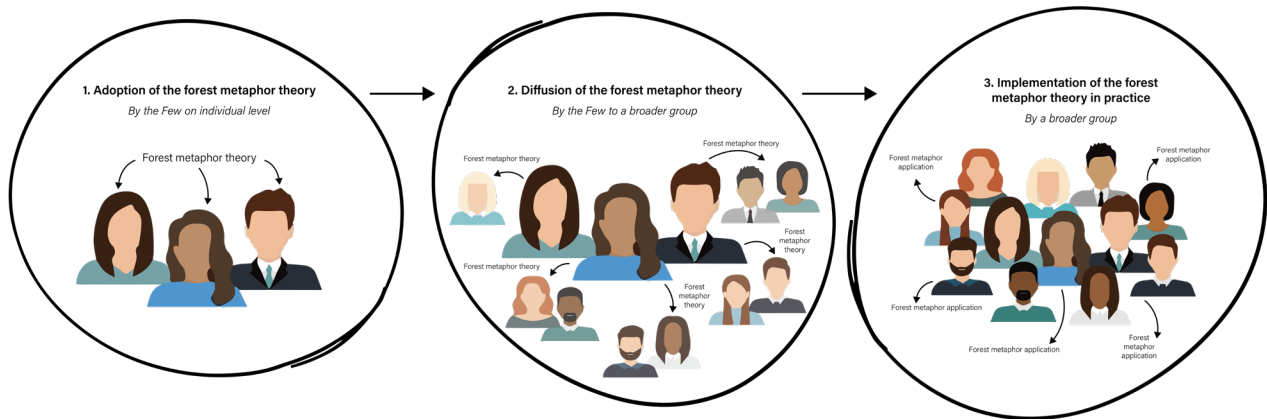 1. Adoption of the forest metaphor theory
By the Few on individual level
Forest metaphor theory
2. Diffusion of the forest metaphor theory
By the Few to a broader group
Forest metaphor theory
Forest metaphor theory
Forest
metaphor
theory
Forest metaphor theory
Forest
metaphor
theory
3. Implementation of the forest
metaphor theory in practice
By a broader group
Forest metaphor
application
Forest metaphor
application
Forest metaphor application
Forest metaphor application
Forest
metaphor
application